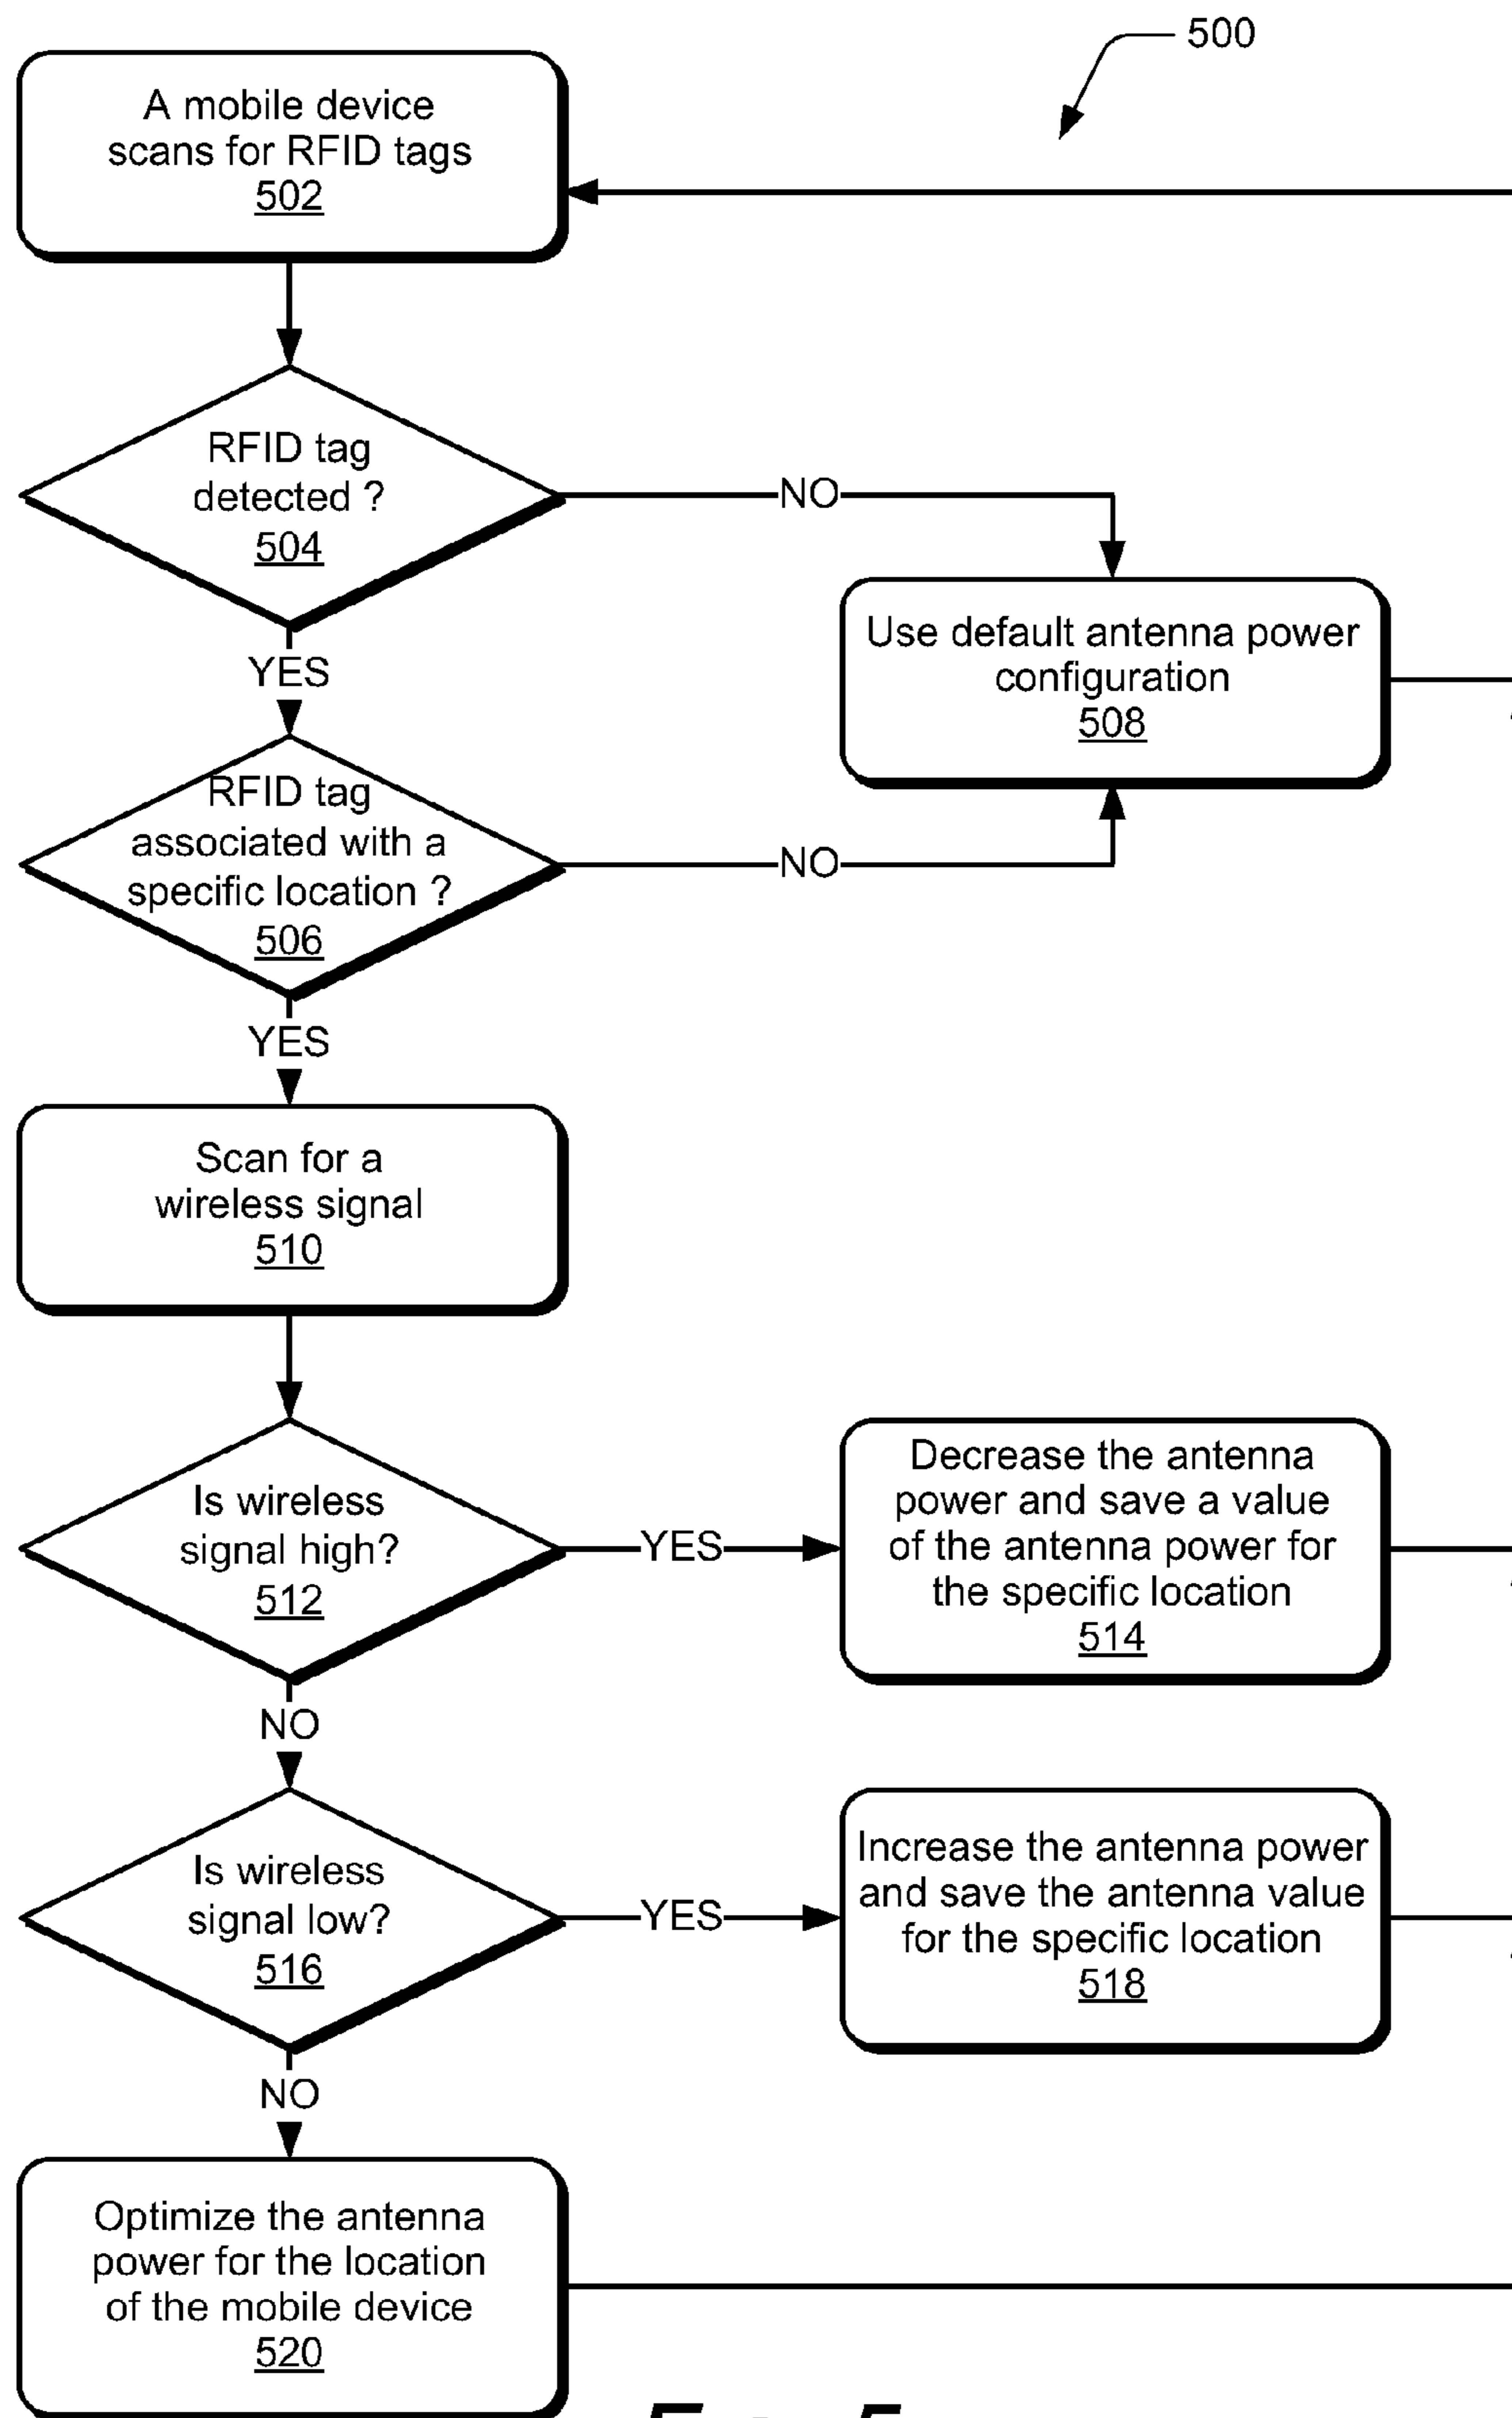 500
A mobile device
scans for RFID tags
502
RFID tag
detected ?
504
NO
YES
Use default antenna power
configuration
508
RFID tag
associated with a
specific location ?
506
NO
YES
Scan for a
wireless signal
510
Is wireless
signal high?
512
YES
Decrease the antenna
power and save a value
of the antenna power for
the specific location
514
NO
Is wireless
signal low?
516
YES
Increase the antenna power
and save the antenna value
for the specific location
518
NO
Optimize the antenna
power for the location
of the mobile device
520